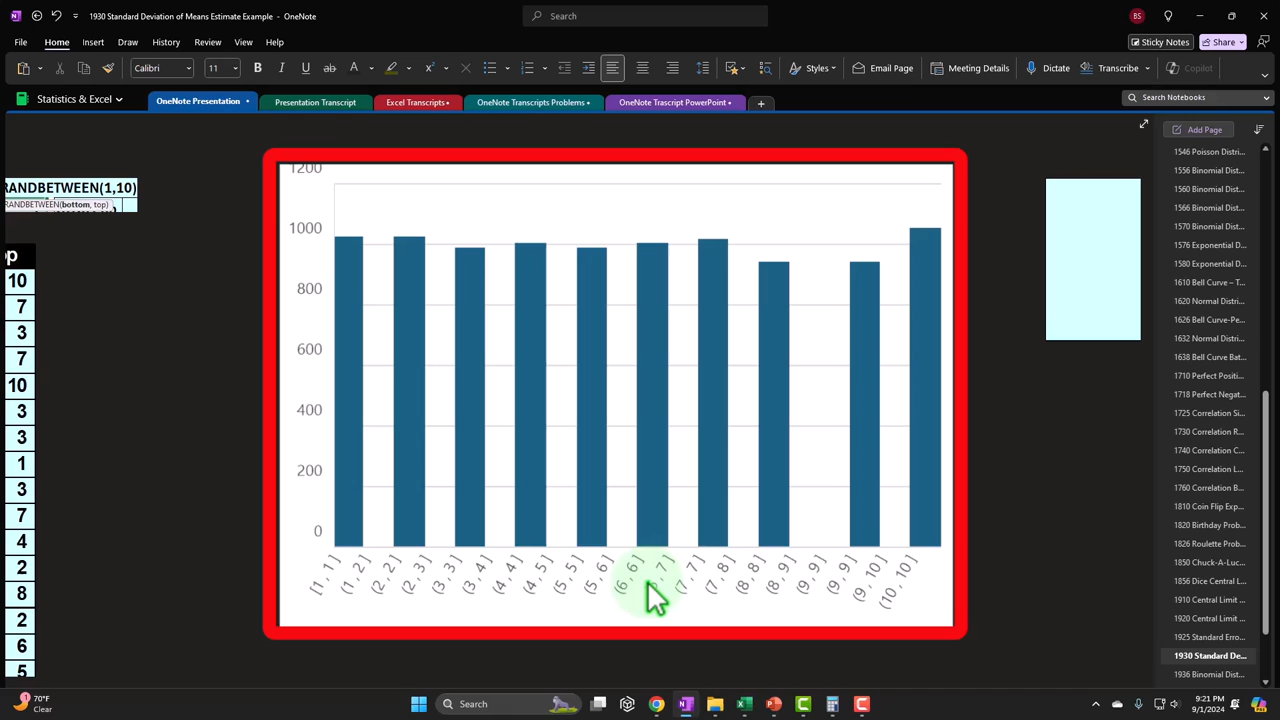 1930 Standard Deviation of Means Estimate Example - OneNote
Search
BS
File Home Insert Draw History Review View Help
Sticky Notes
Share
Calibri 11 B I U ab A x Styles Email Page Meeting Details Dictate Transcribe Copilot
Statistics & Excel
OneNote Presentation
Presentation Transcript
Excel Transcripts
OneNote Transcripts Problems
OneNote Trascript PowerPoint
Search Notebooks
Add Page
RANDBETWEEN(1,10)
RANDBETWEEN(bottom, top)
op
10
7
3
7
10
3
3
1
3
7
4
2
8
2
6
5
1200
1000
800
600
400
200
0
[1, 1] (1, 2] (2, 2] (2, 3] (3, 3] (3, 4] (4, 4] (4, 5] (5, 5] (5, 6] (6, 6] , 7] (7, 7] (7, 8] (8, 8] (8, 9] (9, 9] (9, 10] (10, 10]
1546 Poisson Distri...
1556 Binomial Dist...
1560 Binomial Dist...
1566 Binomial Dist...
1570 Binomial Dist...
1576 Exponential D...
1580 Exponential D...
1610 Bell Curve – T...
1620 Normal Distri...
1626 Bell Curve-Pe...
1632 Normal Distri...
1638 Bell Curve Bat...
1710 Perfect Positi...
1718 Perfect Negat...
1725 Correlation Si...
1730 Correlation R...
1740 Correlation C...
1750 Correlation L...
1760 Correlation B...
1810 Coin Flip Exp...
1820 Birthday Prob...
1826 Roulette Prob...
1850 Chuck-A-Luc...
1856 Dice Central L...
1910 Central Limit ...
1920 Central Limit ...
1925 Standard Erro...
1930 Standard De...
1936 Binomial Dist...
1
70°F
Clear
Search
9:21 PM
9/1/2024